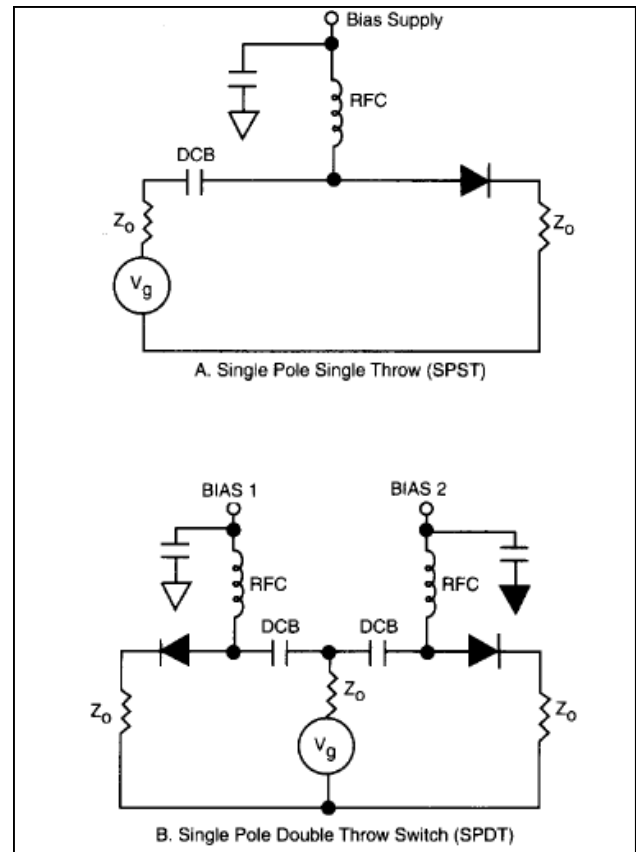 Bias Supply
RFC
DCB
Zo
Vg
Zo
A. Single Pole Single Throw (SPST)
BIAS 1
BIAS 2
RFC
RFC
DCB
DCB
Zo
Zo
Zo
Vg
B. Single Pole Double Throw Switch (SPDT)